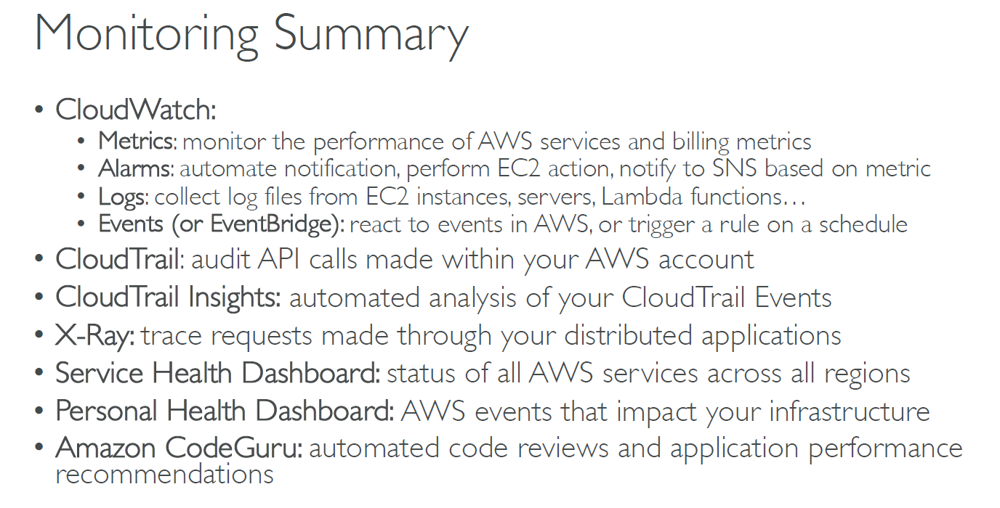 Monitoring Summary
• CloudWatch:
• Metrics: monitor the performance of AWS services and billing metrics
• Alarms: automate notification, perform EC2 action, notify to SNS based on metric
• Logs: collect log files from EC2 instances, servers, Lambda functions…
• Events (or EventBridge): react to events in AWS, or trigger a rule on a schedule
• CloudTrail: audit API calls made within your AWS account
• CloudTrail Insights: automated analysis of your CloudTrail Events
• X-Ray: trace requests made through your distributed applications
• Service Health Dashboard: status of all AWS services across all regions
• Personal Health Dashboard: AWS events that impact your infrastructure
• Amazon CodeGuru: automated code reviews and application performance
recommendations